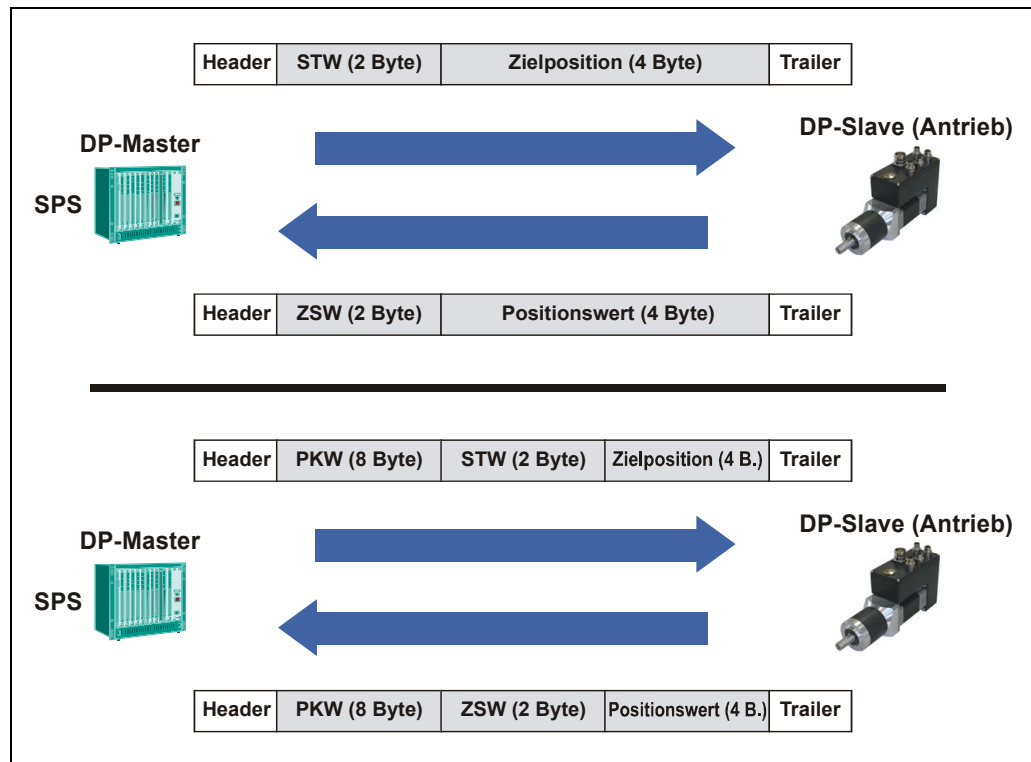 Header STW (2 Byte) Zielposition (4 Byte) Trailer
DP-Master
DP-Slave (Antrieb)
SPS
Header ZSW (2 Byte) Positionswert (4 Byte) Trailer
Header PKW (8 Byte) STW (2 Byte) Zielposition (4 B.) Trailer
DP-Master
DP-Slave (Antrieb)
SPS
Header PKW (8 Byte) ZSW (2 Byte) Positionswert (4 B.) Trailer